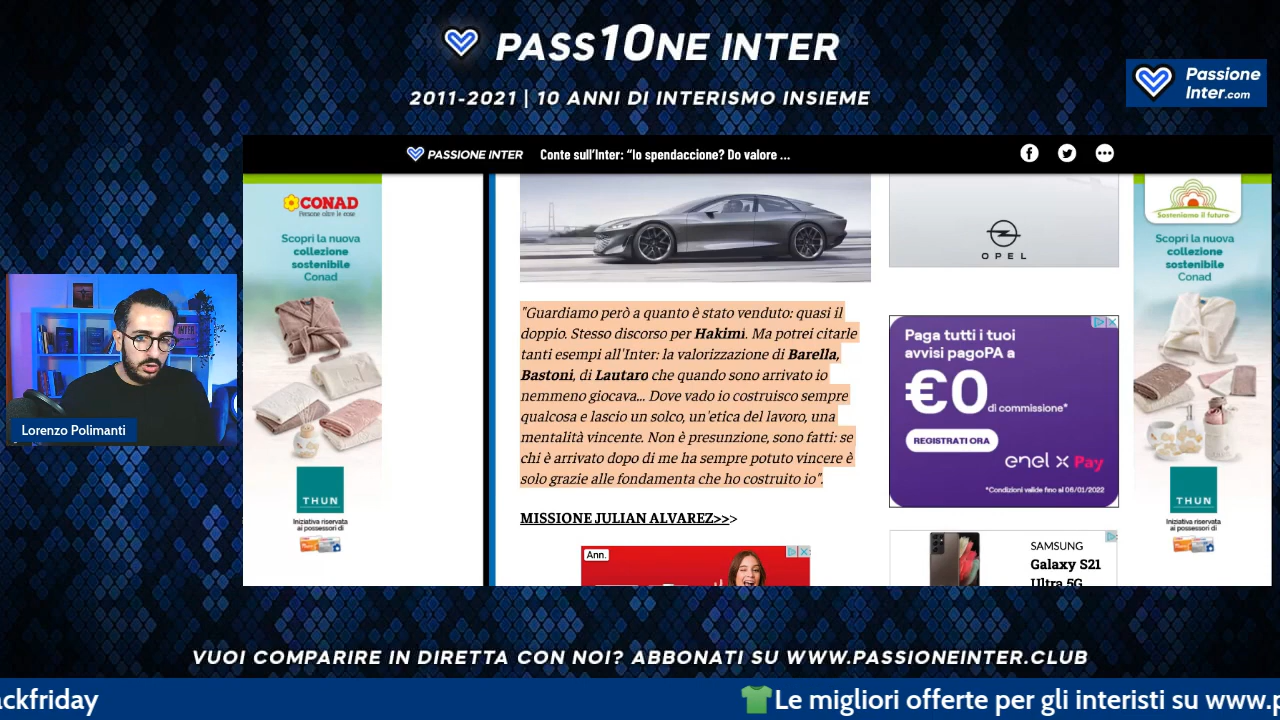 PASS10NE INTER
2011-2021 | 10 ANNI DI INTERISMO INSIEME
Passione
Inter.com
PASSIONE INTER
Conte sull'Inter: "Io spendaccione? Do valore ...
CONAD
Persone oltre le cose
Scopri la nuova
collezione
sostenibile
Conad
THUN
Iniziativa riservata
ai possessori di
INTER
Lorenzo Polimanti
"Guardiamo però a quanto è stato venduto: quasi il
doppio. Stesso discorso per Hakimi. Ma potrei citarle
tanti esempi all'Inter: la valorizzazione di Barella,
Bastoni, di Lautaro che quando sono arrivato io
nemmeno giocava... Dove vado io costruisco sempre
qualcosa e lascio un solco, un'etica del lavoro, una
mentalità vincente. Non è presunzione, sono fatti: se
chi è arrivato dopo di me ha sempre potuto vincere è
solo grazie alle fondamenta che ho costruito io".
MISSIONE JULIAN ALVAREZ>>>
Ann.
OPEL
Paga tutti i tuoi
avvisi pagoPA a
€0 di commissione*
REGISTRATI ORA
enel x Pay
*Condizioni valide fino al 06/01/2022
SAMSUNG
Galaxy S21
Ultra 5G
Sosteniamo il futuro
Scopri la nuova
collezione
sostenibile
Conad
THUN
Iniziativa riservata
ai possessori di
VUOI COMPARIRE IN DIRETTA CON NOI? ABBONATI SU WWW.PASSIONEINTER.CLUB
ackfriday
Le migliori offerte per gli interisti su www.p